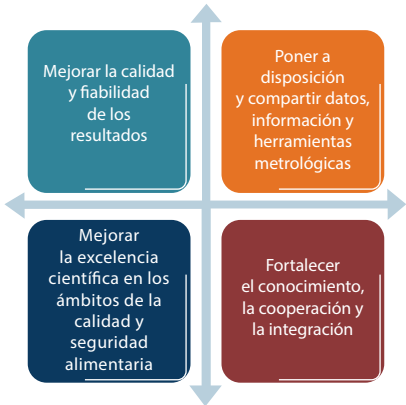 Mejorar la calidad
y fiabilidad
de los
resultados
Poner a
disposición
y compartir datos,
información y
herramientas
metrológicas
Mejorar
la excelencia
científica en los
ámbitos de la
calidad y
seguridad
alimentaria
Fortalecer
el conocimiento,
la cooperación y
la integración